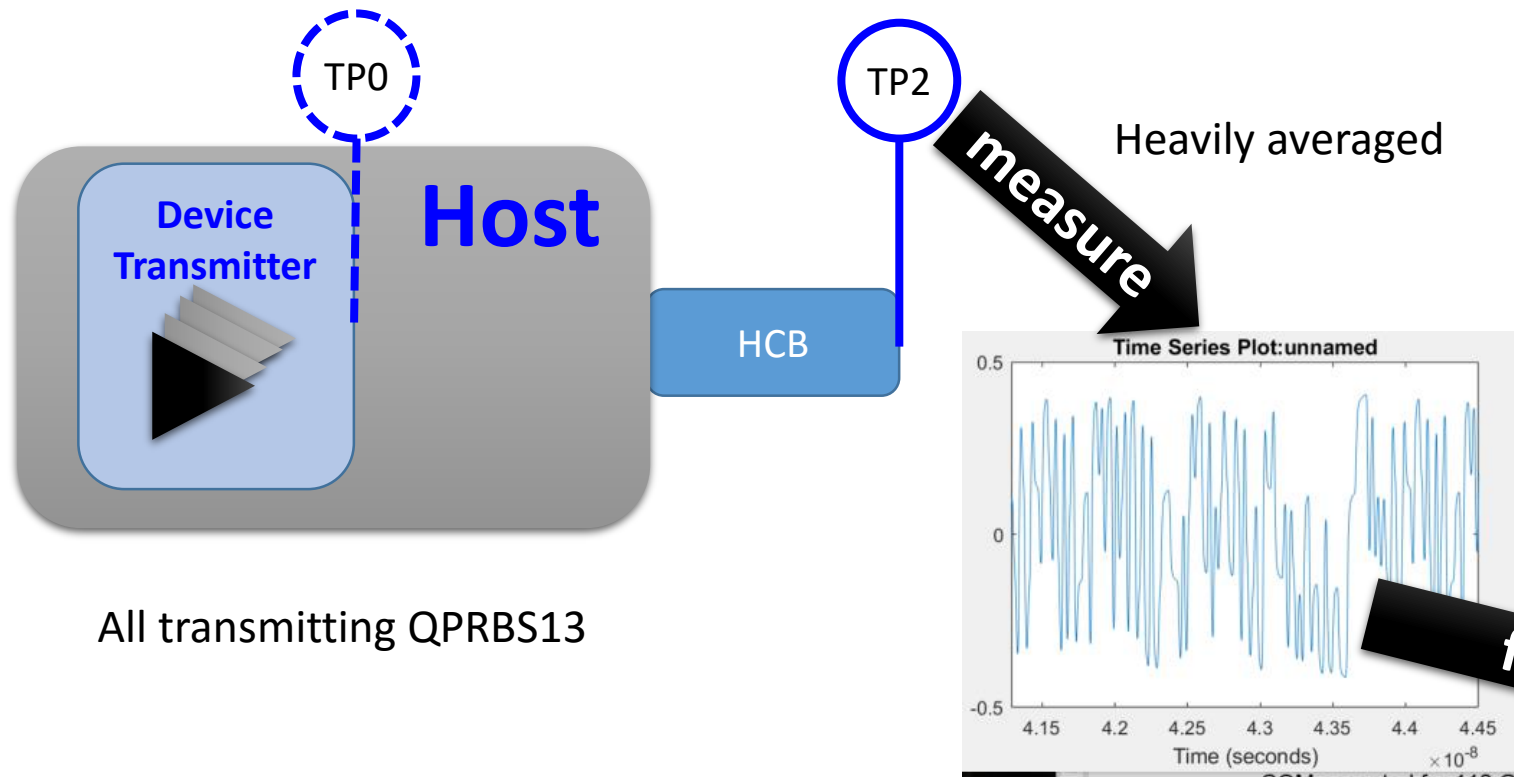 TP0
TP2
Heavily averaged
measure
Device
Transmitter
Host
HCB
Time Series Plot:unnamed
0.5
0
-0.5
4.15 4.2 4.25 4.3 4.35 4.4 4.45
Time (seconds)
×10-8
All transmitting QPRBS13
f